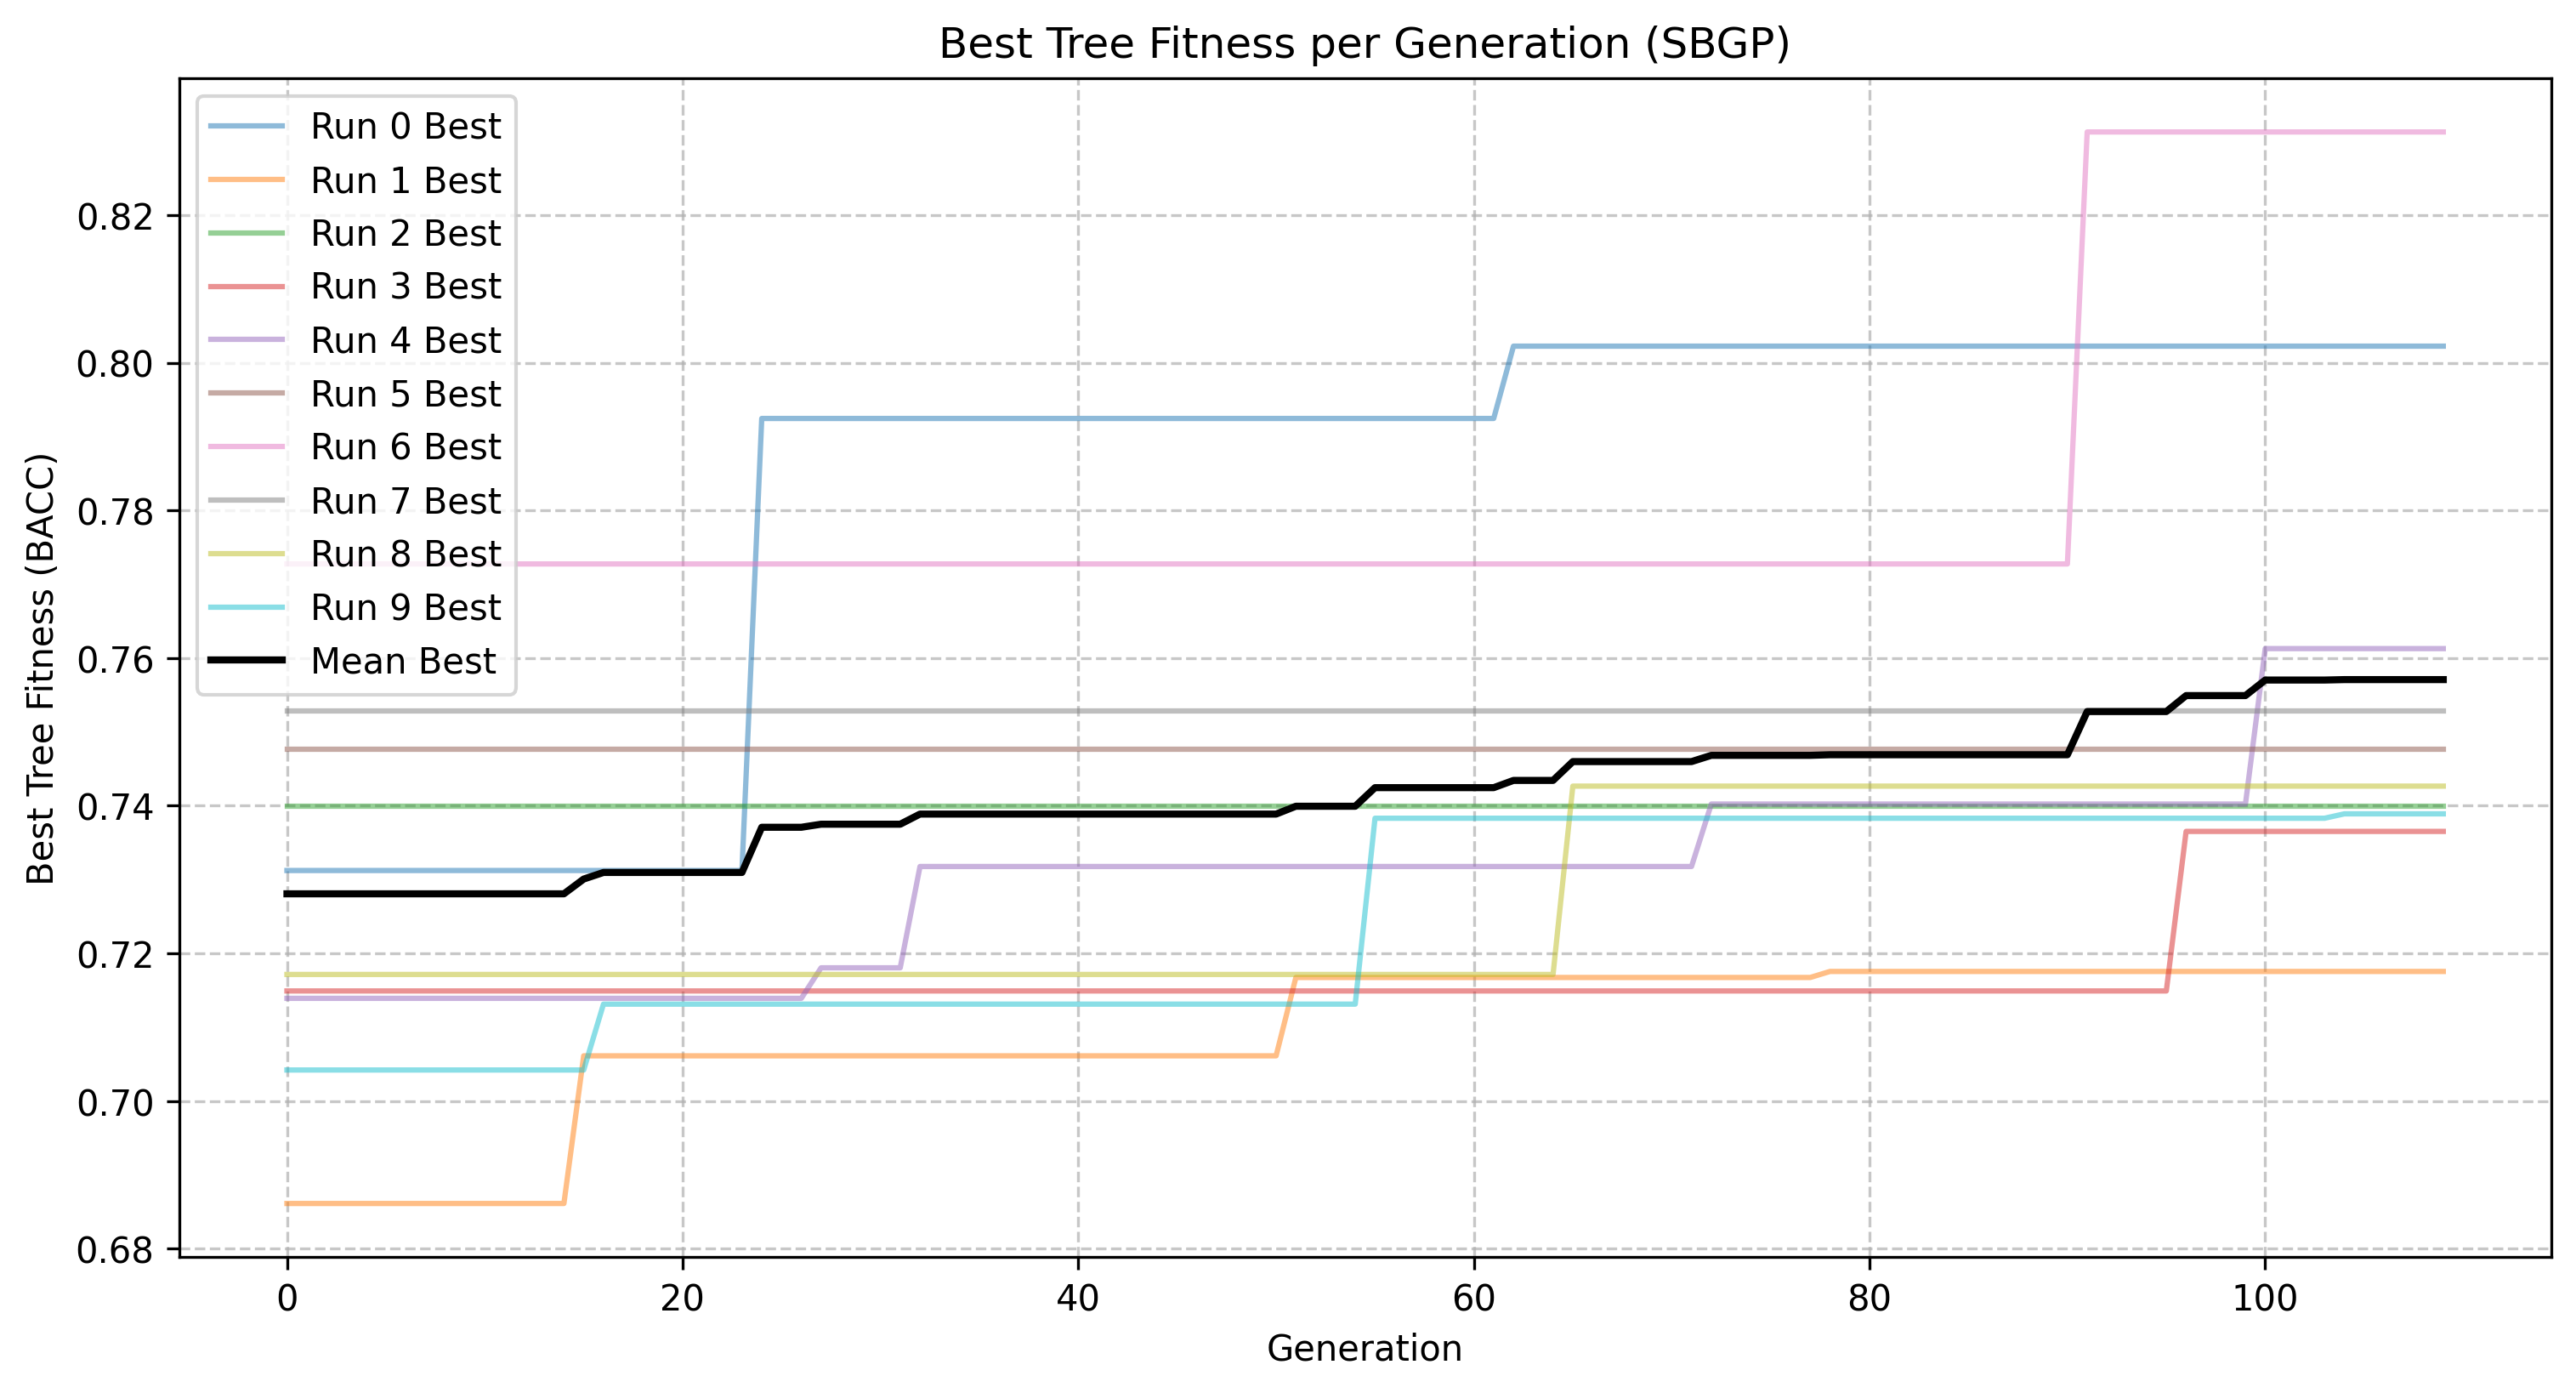 Best Tree Fitness per Generation (SBGP)
Run 0 Best
Run 1 Best
Run 2 Best
Run 3 Best
Run 4 Best
Run 5 Best
Run 6 Best
Run 7 Best
Run 8 Best
Run 9 Best
Mean Best
Best Tree Fitness (BACC)
0.82
0.80
0.78
0.76
0.74
0.72
0.70
0.68
0
20
40
60
80
100
Generation